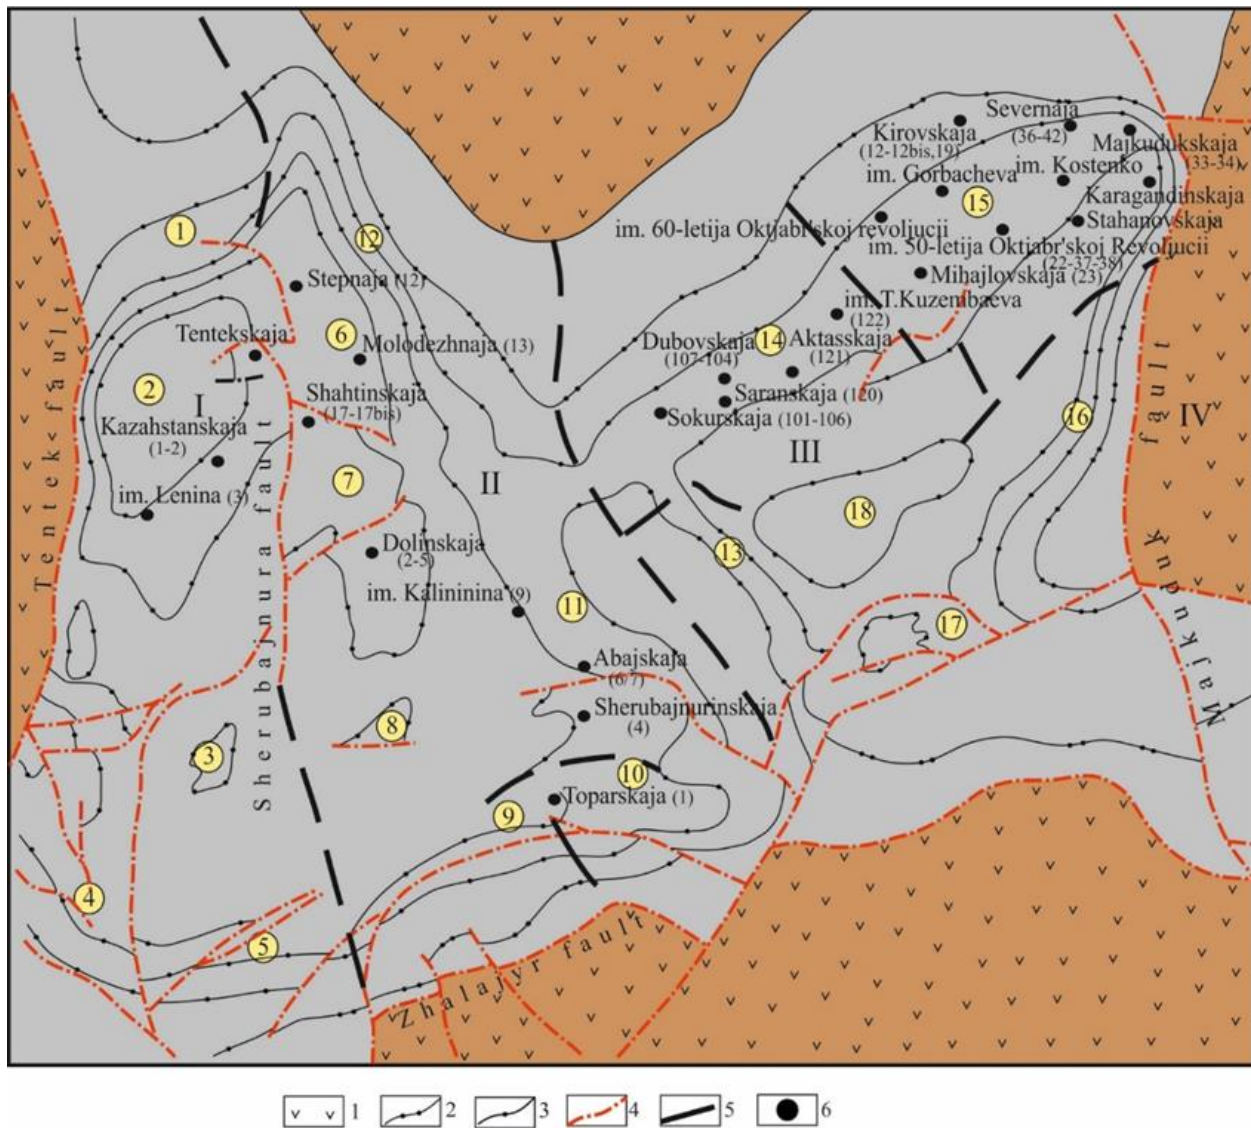 Severnaja
(36-42)
Kirovskaja
(12-12bis,19)
Majkudukskaja
(33-34)
im. Kostenko
im. Gorbacheva
Karagandinskaja
15
1
12
im. 60-letija Oktjabr'skoj revoljucii
Stahanovskaja
im. 50-letija Oktjabr'skoj Revoljucii
(22-37-38)
Mihajlovskaja (23)
Stepnaja (12)
im. T.Kuzembaeva
(122)
6
14
Tentekskaja
Molodezhnaja (13)
Dubovskaja
(107-104)
Aktasskaja
(121)
2
I
Shahtinskaja
(17-17bis)
Saranskaja (120)
Sokurskaja (101-106)
16
IV
Kazahstanskaja
(1-2)
III
II
7
im. Lenina (3)
18
Tentek fault
Dolinskaja
(2-5)
13
im. Kalininina (9)
11
17
Abajskaja
(6/7)
Sherubajnura fault
Majkuduk fault
Sherubajnurinskaja
(4)
3
8
10
Toparskaja (1)
9
4
5
Zhalajyr fault
1
2
3
4
5
6